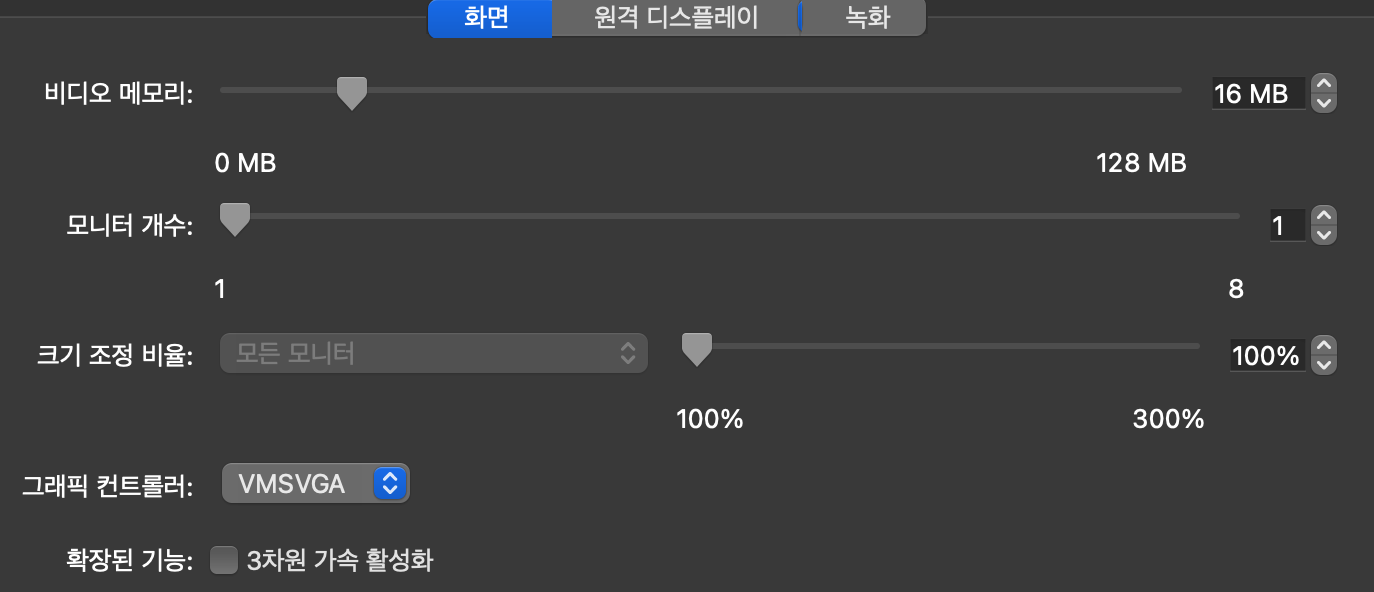 화면 원격 디스플레이 녹화
비디오 메모리: 16 MB
0 MB 128 MB
모니터 개수: 1
1 8
크기 조정 비율: 모든 모니터 100%
100% 300%
그래픽 컨트롤러: VMSVGA
확장된 기능: 3차원 가속 활성화